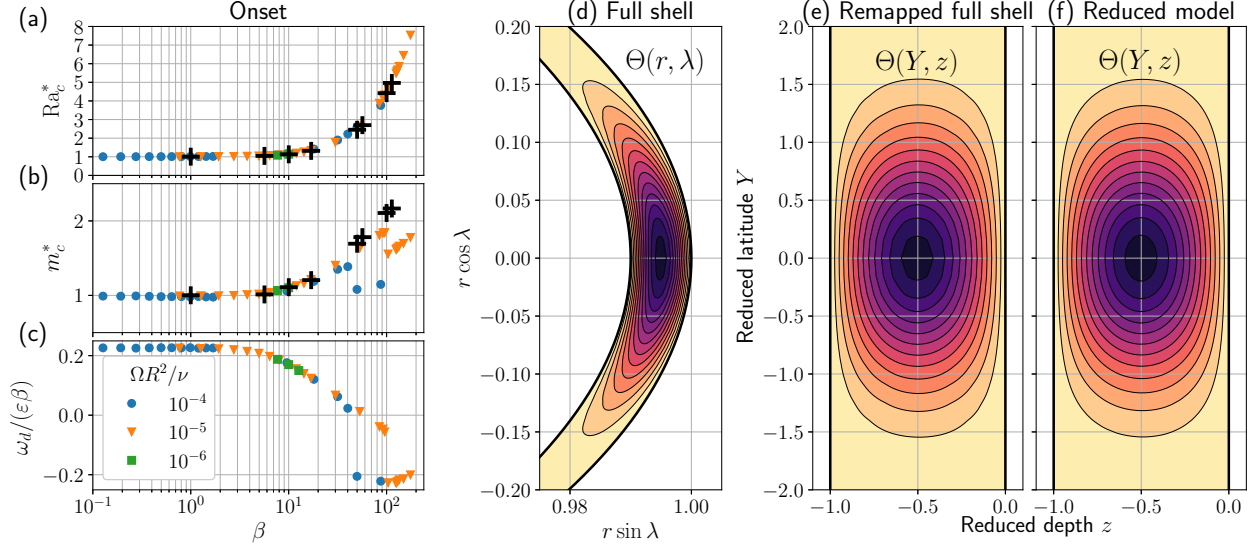 (a) Onset
8
7
6
5
4
3
2
1
0
Ra*_c
(b)
2
1
m*_c
(c)
0.2
0.0
−0.2
ω_d/(εβ)
ΩR²/ν
10⁻⁴
10⁻⁵
10⁻⁶
10⁻¹ 10⁰ 10¹ 10²
β
(d) Full shell
Θ(r, λ)
0.20
0.15
0.10
0.05
0.00
−0.05
−0.10
−0.15
−0.20
r cos λ
0.98 1.00
r sin λ
(e) Remapped full shell
Θ(Y, z)
2.0
1.5
1.0
0.5
0.0
−0.5
−1.0
−1.5
−2.0
Reduced latitude Y
−1.0 −0.5 0.0
(f) Reduced model
Θ(Y, z)
−1.0 −0.5 0.0
Reduced depth z